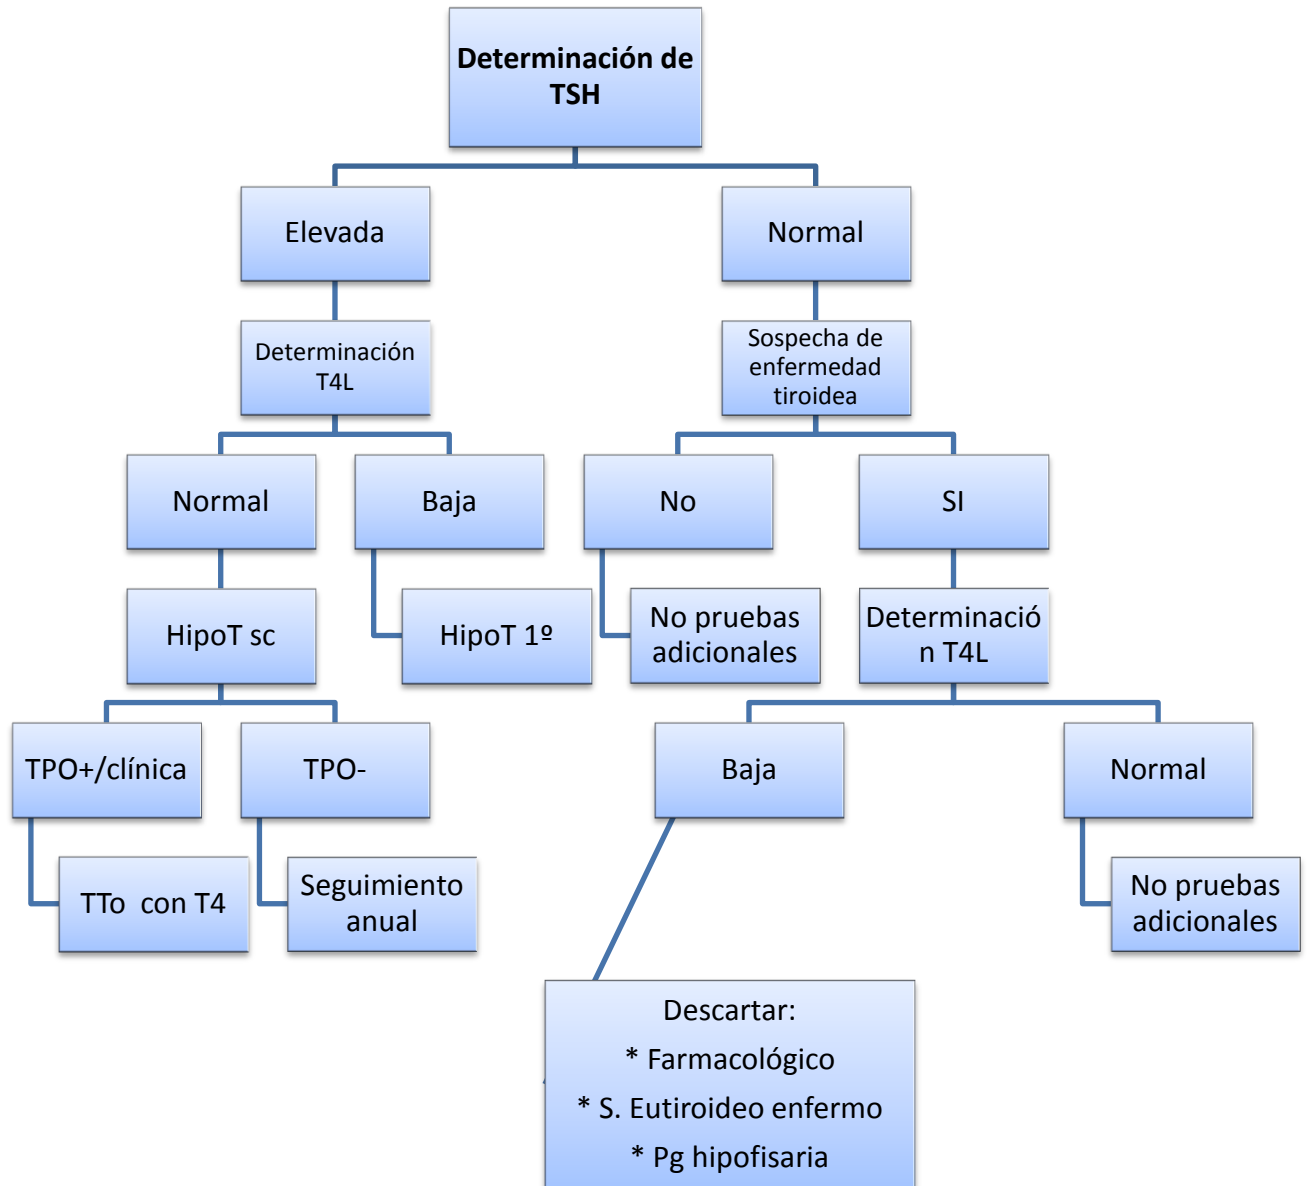 Determinación de
TSH
Elevada
Normal
Determinación
T4L
Sospecha de
enfermedad
tiroidea
Normal
Baja
No
SI
HipoT sc
HipoT 1º
No pruebas
adicionales
Determinació
n T4L
TPO+/clínica
TPO-
Baja
Normal
TTo con T4
Seguimiento
anual
No pruebas
adicionales
Descartar:
* Farmacológico
* S. Eutiroideo enfermo
* Pg hipofisaria